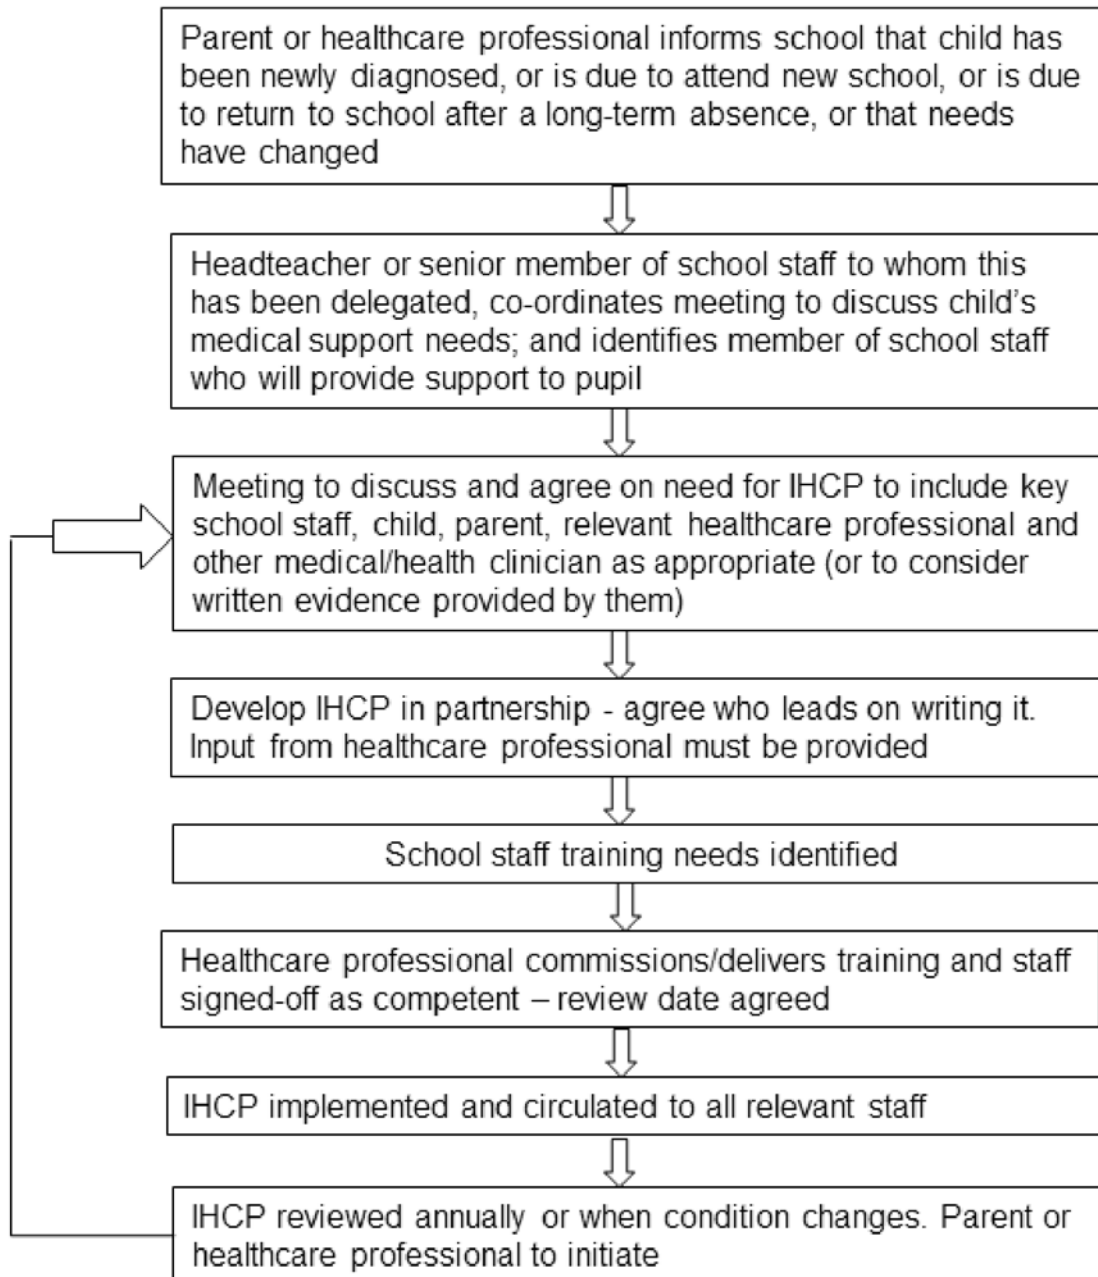 Parent or healthcare professional informs school that child has
been newly diagnosed, or is due to attend new school, or is due
to return to school after a long-term absence, or that needs
have changed
Headteacher or senior member of school staff to whom this
has been delegated, co-ordinates meeting to discuss child's
medical support needs; and identifies member of school staff
who will provide support to pupil
Meeting to discuss and agree on need for IHCP to include key
school staff, child, parent, relevant healthcare professional and
other medical/health clinician as appropriate (or to consider
written evidence provided by them)
Develop IHCP in partnership - agree who leads on writing it.
Input from healthcare professional must be provided
School staff training needs identified
Healthcare professional commissions/delivers training and staff
signed-off as competent – review date agreed
IHCP implemented and circulated to all relevant staff
IHCP reviewed annually or when condition changes. Parent or
healthcare professional to initiate